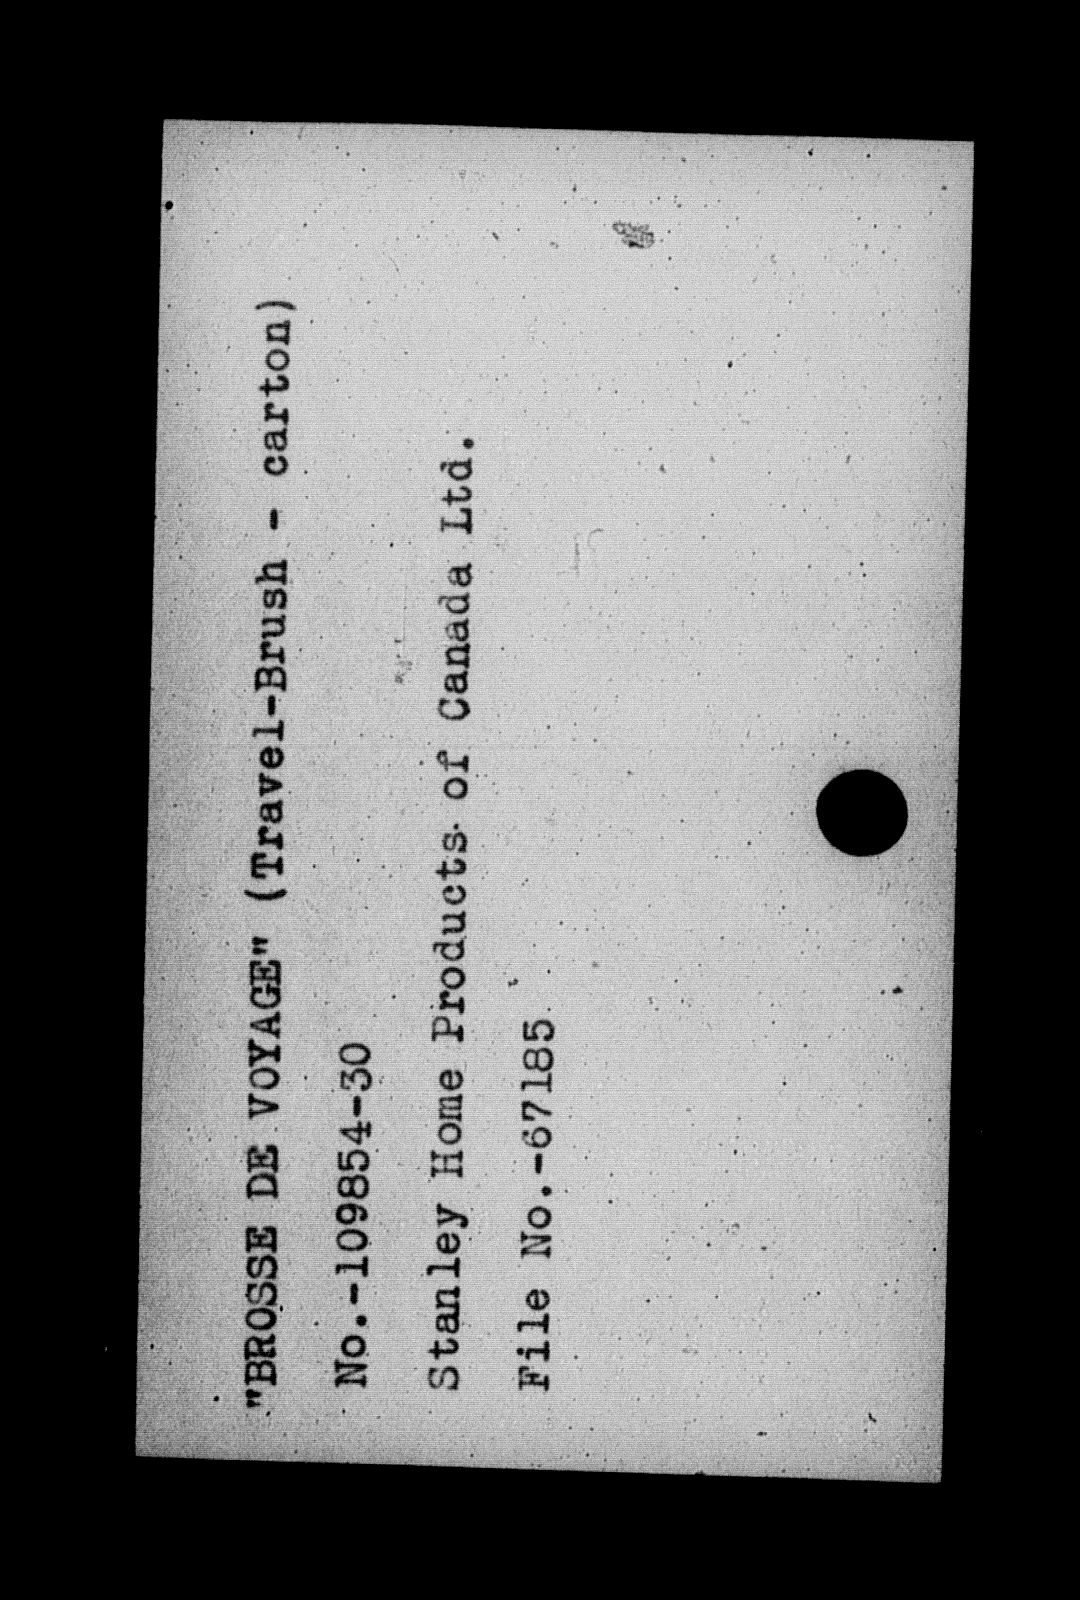 "BROSSE DE VOYAGE" (Travel-Brush - carton)
No.-109854-30
Stanley Home Products of Canada Ltd.
File No.-67185